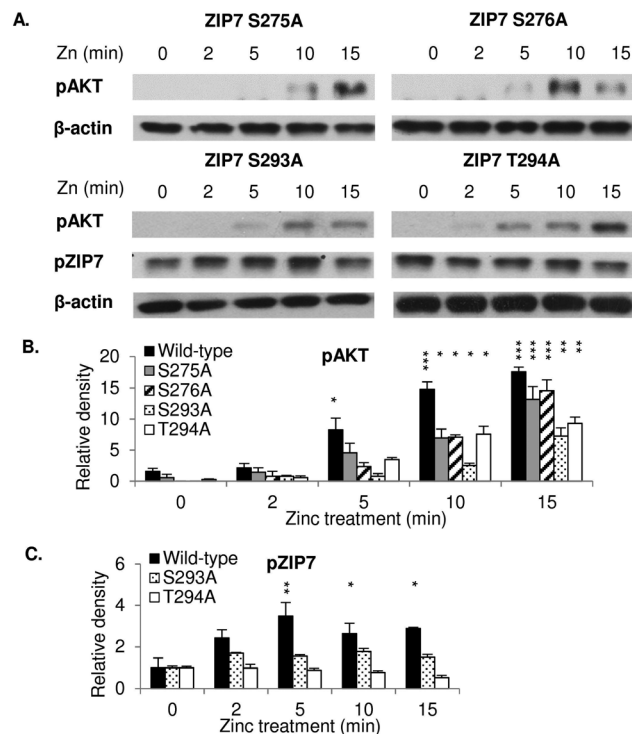 A.
ZIP7 S275A ZIP7 S276A
Zn (min) 0 2 5 10 15 0 2 5 10 15
pAKT
β-actin
ZIP7 S293A ZIP7 T294A
Zn (min) 0 2 5 10 15 0 2 5 10 15
pAKT
pZIP7
β-actin
B.
pAKT
Wild-type
S275A
S276A
S293A
T294A
Relative density
20
15
10
5
0
* *** * * * * *** *** *** ** **
0 2 5 10 15
Zinc treatment (min)
C.
pZIP7
Wild-type
S293A
T294A
Relative density
6
4
2
0
** * *
0 2 5 10 15
Zinc treatment (min)